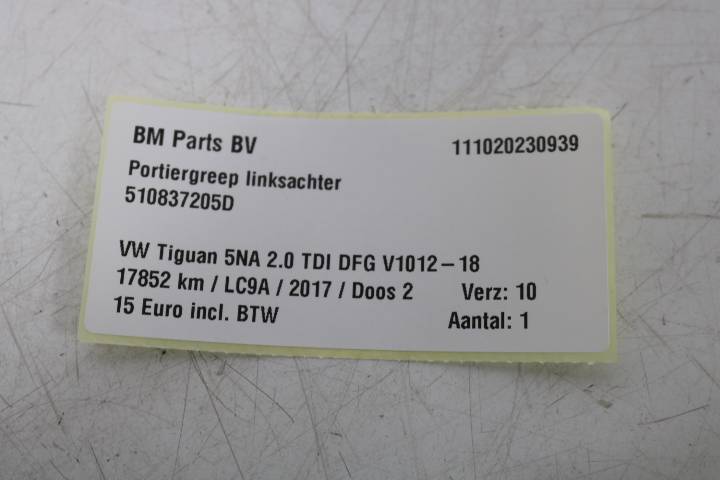 BM Parts BV 111020230939
Portiergreep linksachter
510837205D
VW Tiguan 5NA 2.0 TDI DFG V1012-18
17852 km / LC9A / 2017 / Doos 2 Verz: 10
15 Euro incl. BTW Aantal: 1